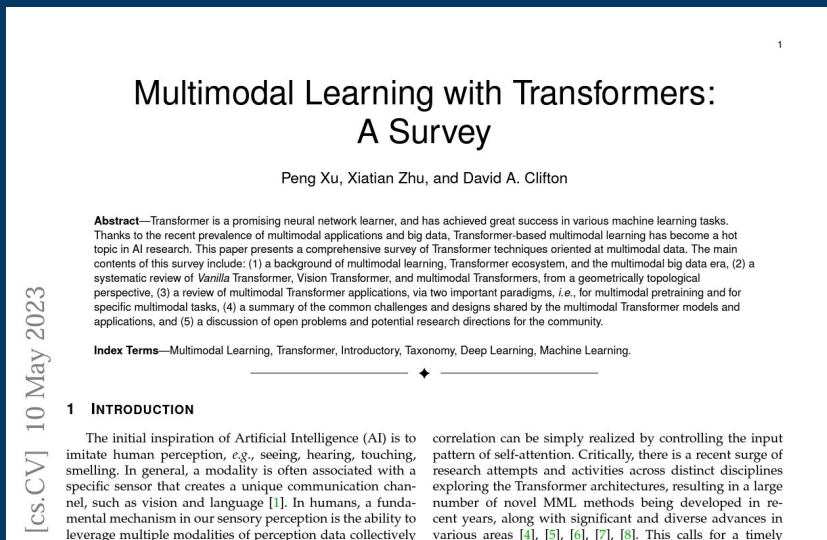 1
Multimodal Learning with Transformers:
A Survey
Peng Xu, Xiatian Zhu, and David A. Clifton
Abstract—Transformer is a promising neural network learner, and has achieved great success in various machine learning tasks.
Thanks to the recent prevalence of multimodal applications and big data, Transformer-based multimodal learning has become a hot
topic in AI research. This paper presents a comprehensive survey of Transformer techniques oriented at multimodal data. The main
contents of this survey include: (1) a background of multimodal learning, Transformer ecosystem, and the multimodal big data era, (2) a
systematic review of Vanilla Transformer, Vision Transformer, and multimodal Transformers, from a geometrically topological
perspective, (3) a review of multimodal Transformer applications, via two important paradigms, i.e., for multimodal pretraining and for
specific multimodal tasks, (4) a summary of the common challenges and designs shared by the multimodal Transformer models and
applications, and (5) a discussion of open problems and potential research directions for the community.
Index Terms—Multimodal Learning, Transformer, Introductory, Taxonomy, Deep Learning, Machine Learning.
[cs.CV] 10 May 2023
1 INTRODUCTION
The initial inspiration of Artificial Intelligence (AI) is to
imitate human perception, e.g., seeing, hearing, touching,
smelling. In general, a modality is often associated with a
specific sensor that creates a unique communication chan-
nel, such as vision and language [1]. In humans, a funda-
mental mechanism in our sensory perception is the ability to
leverage multiple modalities of perception data collectively
correlation can be simply realized by controlling the input
pattern of self-attention. Critically, there is a recent surge of
research attempts and activities across distinct disciplines
exploring the Transformer architectures, resulting in a large
number of novel MML methods being developed in re-
cent years, along with significant and diverse advances in
various areas [4], [5], [6], [7], [8]. This calls for a timely